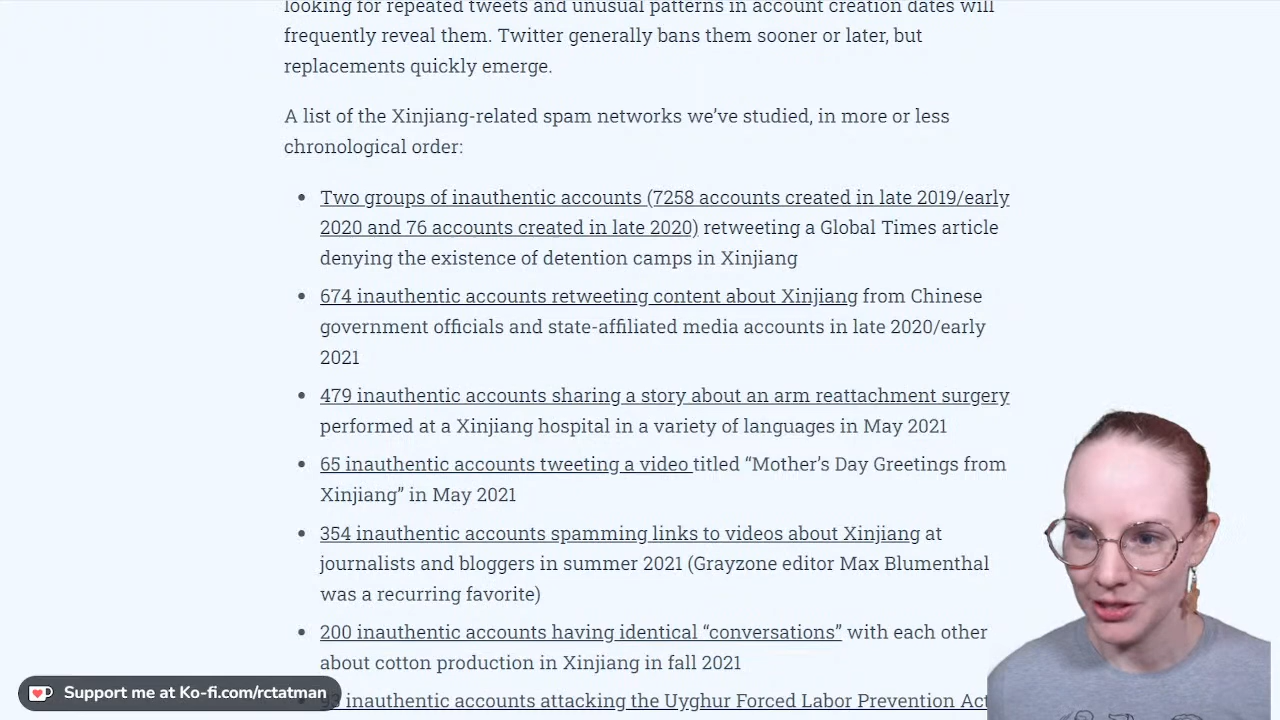 looking for repeated tweets and unusual patterns in account creation dates will
frequently reveal them. Twitter generally bans them sooner or later, but
replacements quickly emerge.
A list of the Xinjiang-related spam networks we’ve studied, in more or less
chronological order:
• Two groups of inauthentic accounts (7258 accounts created in late 2019/early
2020 and 76 accounts created in late 2020) retweeting a Global Times article
denying the existence of detention camps in Xinjiang
• 674 inauthentic accounts retweeting content about Xinjiang from Chinese
government officials and state-affiliated media accounts in late 2020/early
2021
• 479 inauthentic accounts sharing a story about an arm reattachment surgery
performed at a Xinjiang hospital in a variety of languages in May 2021
• 65 inauthentic accounts tweeting a video titled “Mother’s Day Greetings from
Xinjiang” in May 2021
• 354 inauthentic accounts spamming links to videos about Xinjiang at
journalists and bloggers in summer 2021 (Grayzone editor Max Blumenthal
was a recurring favorite)
• 200 inauthentic accounts having identical “conversations” with each other
about cotton production in Xinjiang in fall 2021
inauthentic accounts attacking the Uyghur Forced Labor Prevention Act
Support me at Ko-fi.com/rctatman